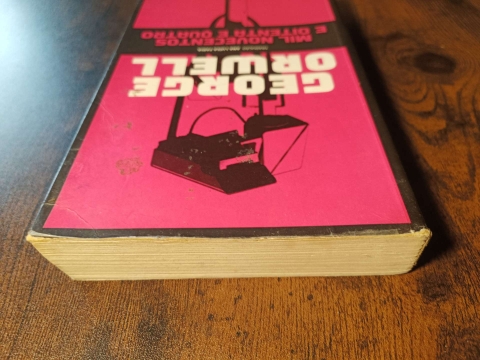 GEORGE
ORWELL
MIL NOVECENTOS
E OITENTA E QUATRO